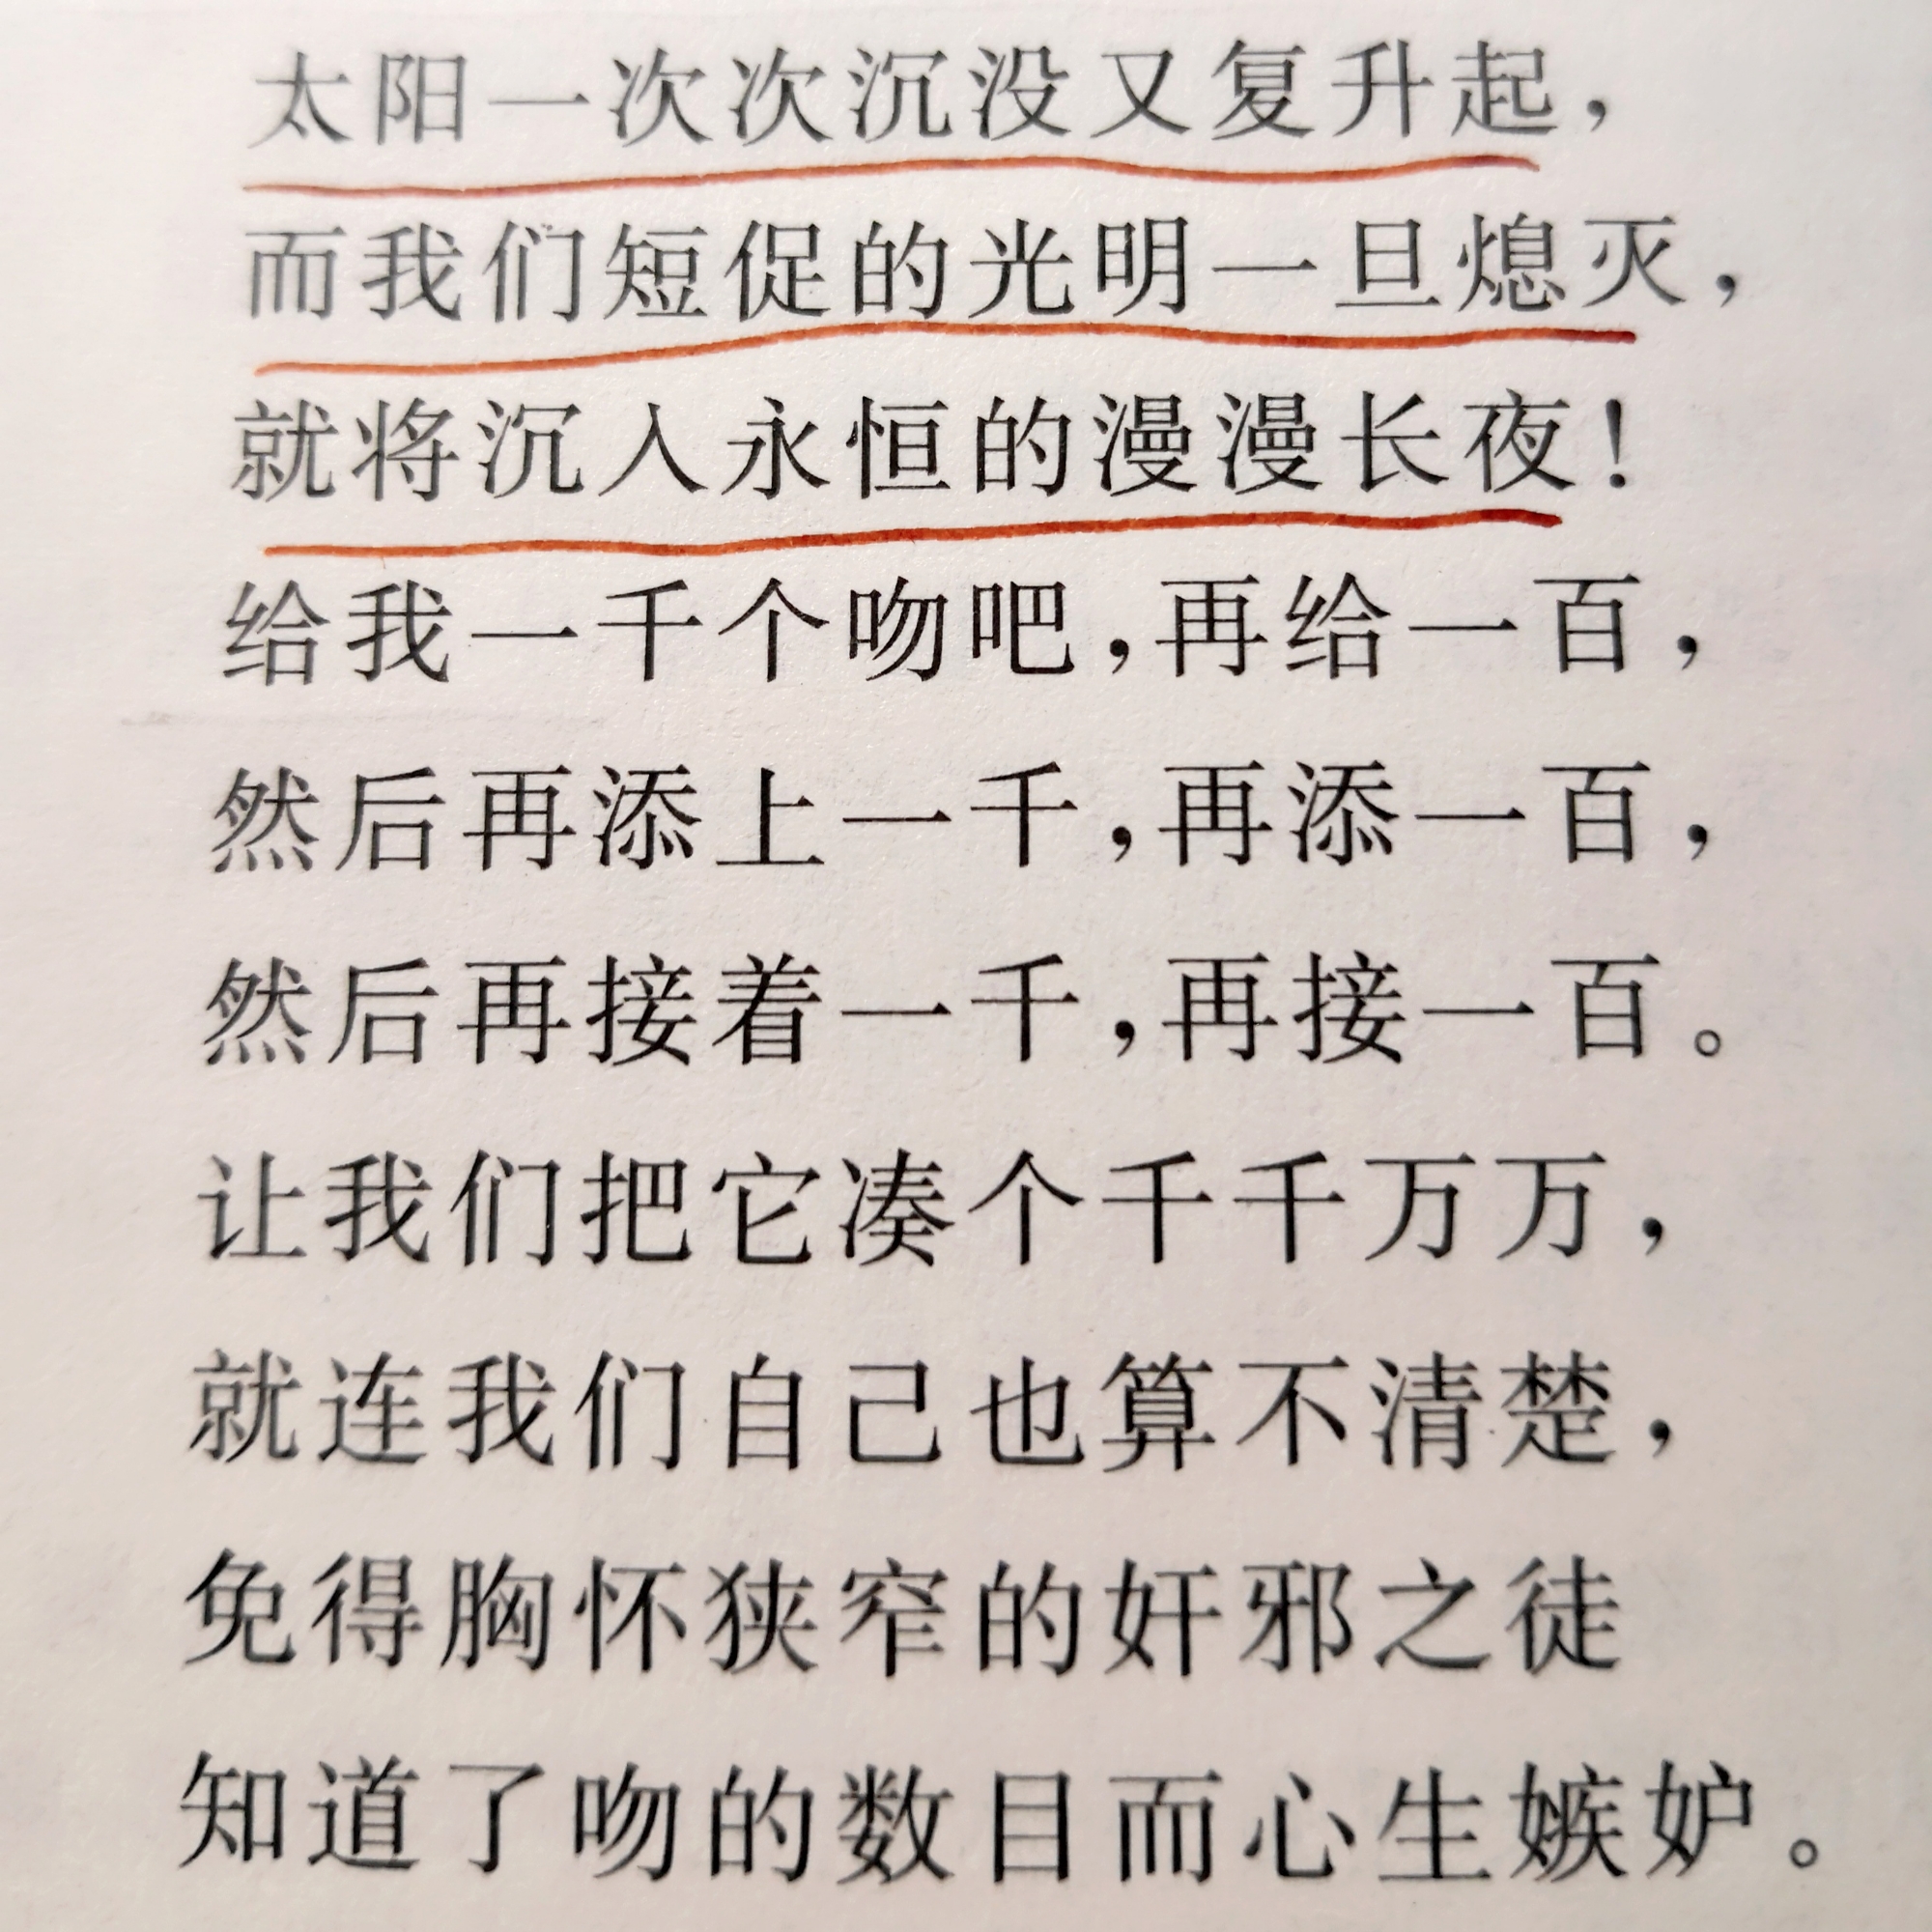 太阳一次次沉没又复升起，
而我们短促的光明一旦熄灭，
就将沉入永恒的漫漫长夜！
给我一千个吻吧，再给一百，
然后再添上一千，再添一百，
然后再接着一千，再接一百。
让我们把它凑个千千万万，
就连我们自己也算不清楚，
免得胸怀狭窄的奸邪之徒
知道了吻的数目而心生嫉妒。